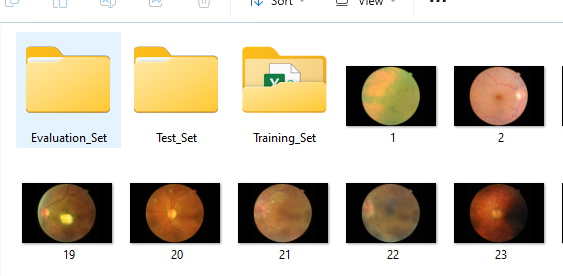 Sort
View
Evaluation_Set
Test_Set
Training_Set
1
2
19
20
21
22
23